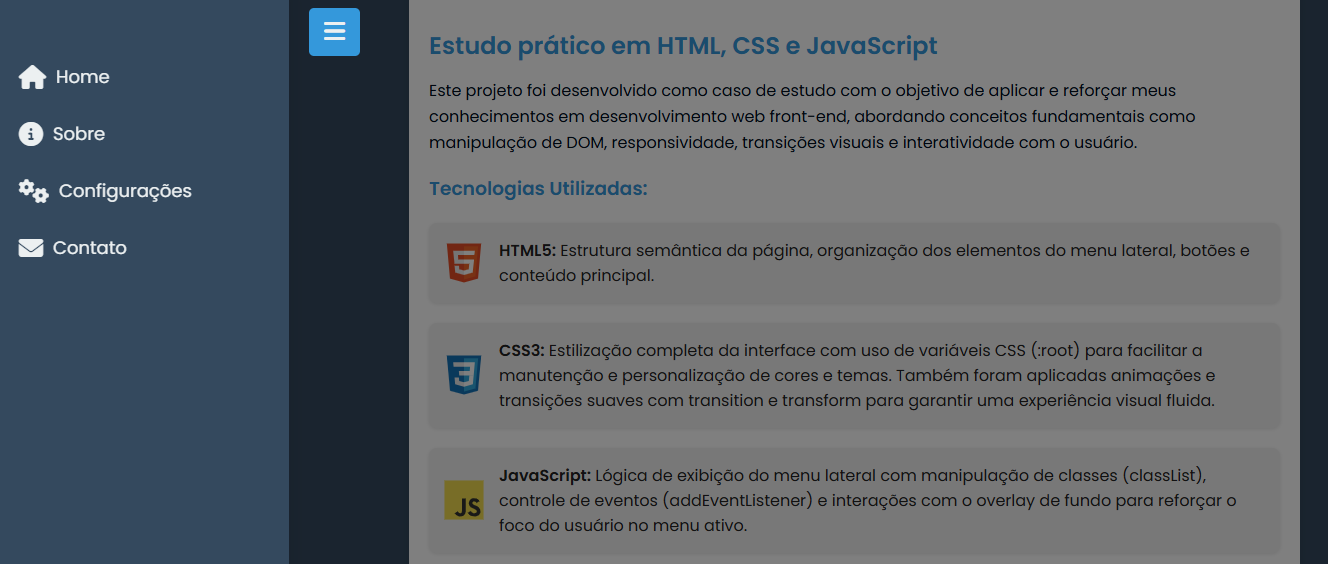 Home
Sobre
Configurações
Contato
Estudo prático em HTML, CSS e JavaScript
Este projeto foi desenvolvido como caso de estudo com o objetivo de aplicar e reforçar meus
conhecimentos em desenvolvimento web front-end, abordando conceitos fundamentais como
manipulação de DOM, responsividade, transições visuais e interatividade com o usuário.
Tecnologias Utilizadas:
5
HTML5: Estrutura semântica da página, organização dos elementos do menu lateral, botões e
conteúdo principal.
3
CSS3: Estilização completa da interface com uso de variáveis CSS (:root) para facilitar a
manutenção e personalização de cores e temas. Também foram aplicadas animações e
transições suaves com transition e transform para garantir uma experiência visual fluida.
JS
JavaScript: Lógica de exibição do menu lateral com manipulação de classes (classList),
controle de eventos (addEventListener) e interações com o overlay de fundo para reforçar o
foco do usuário no menu ativo.